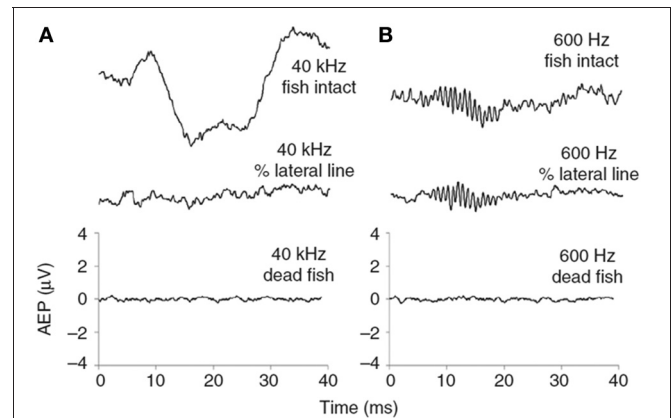 A
40 kHz
fish intact
40 kHz
% lateral line
40 kHz
dead fish
4
2
0
−2
−4
AEP (µV)
0 10 20 30 40
B
600 Hz
fish intact
600 Hz
% lateral line
600 Hz
dead fish
4
2
0
−2
−4
0 10 20 30 40
Time (ms)